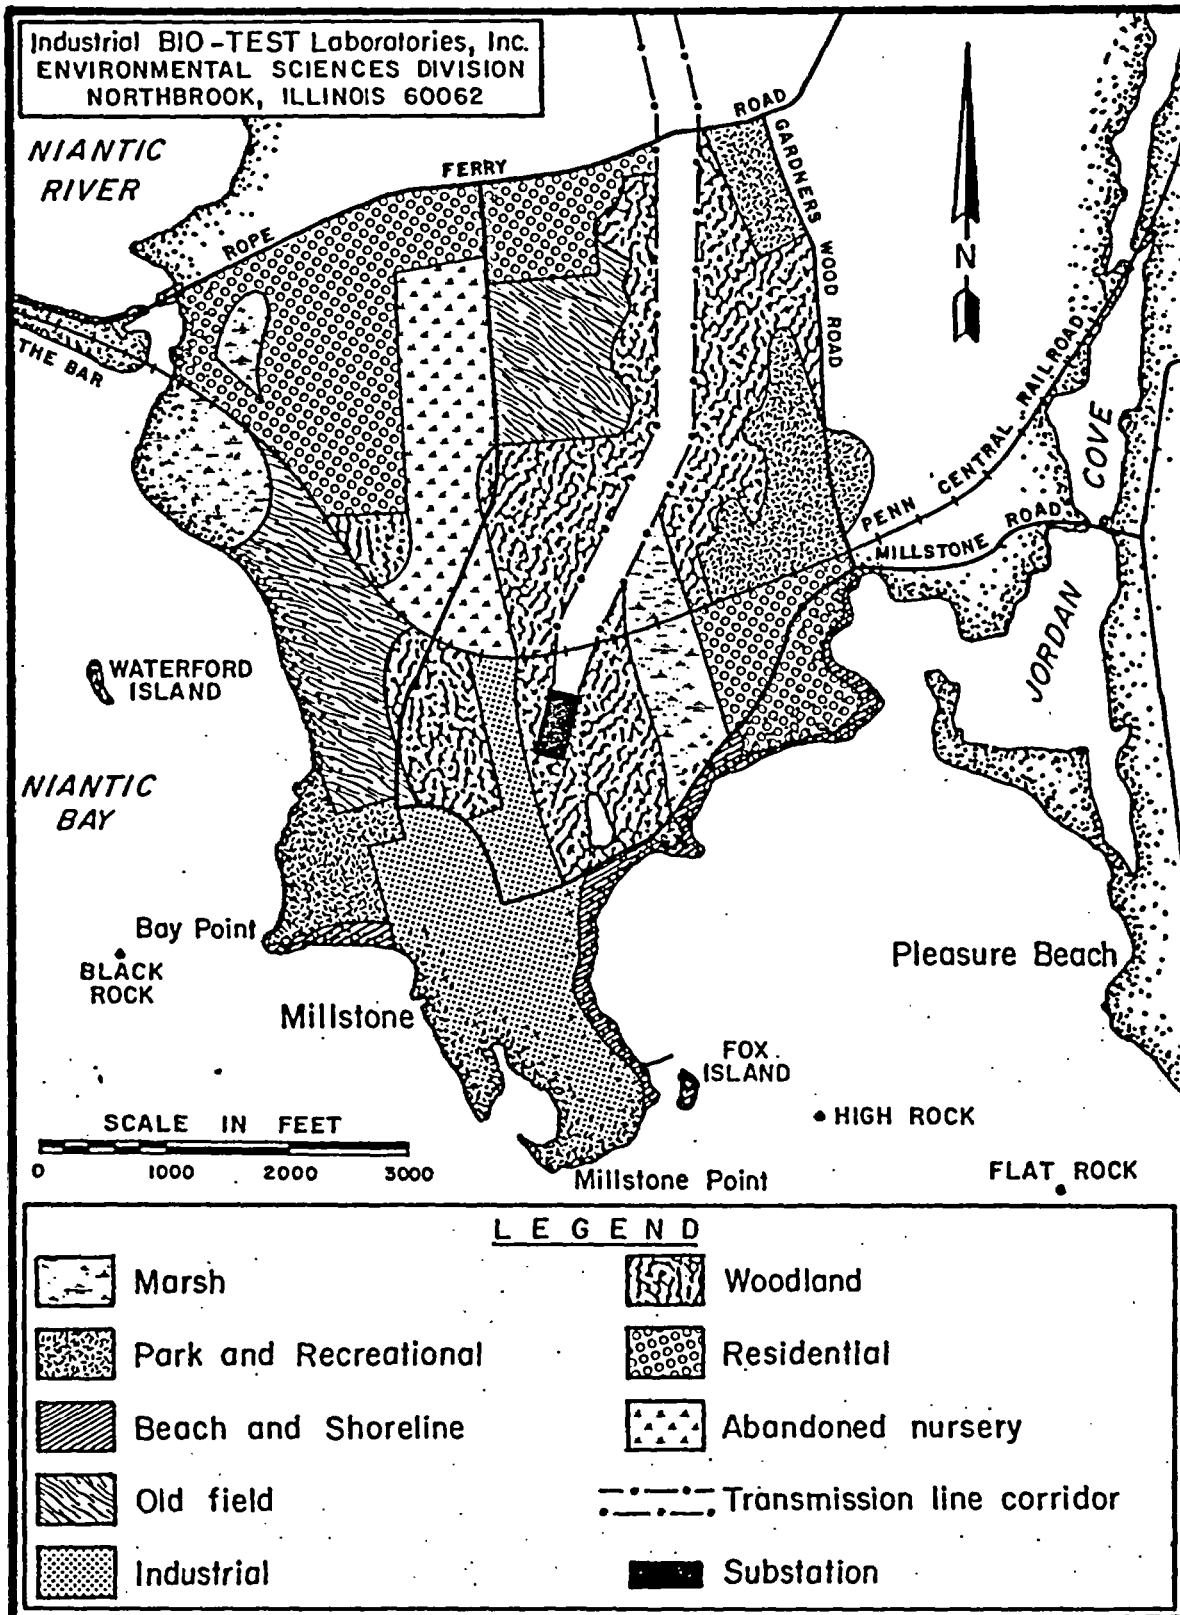 Industrial BIO-TEST Laboratories, Inc.
ENVIRONMENTAL SCIENCES DIVISION
NORTHBROOK, ILLINOIS 60062
NIANTIC
RIVER
ROPE
FERRY
ROAD
GARDNERS WOOD ROAD
N
THE BAR
PENN CENTRAL RAILROAD
MILLSTONE ROAD
JORDAN
COVE
WATERFORD
ISLAND
NIANTIC
BAY
Bay Point
BLACK
ROCK
Millstone
Pleasure Beach
FOX
ISLAND
HIGH ROCK
FLAT ROCK
Millstone Point
SCALE IN FEET
0 1000 2000 3000
LEGEND
Marsh
Park and Recreational
Beach and Shoreline
Old field
Industrial
Woodland
Residential
Abandoned nursery
Transmission line corridor
Substation